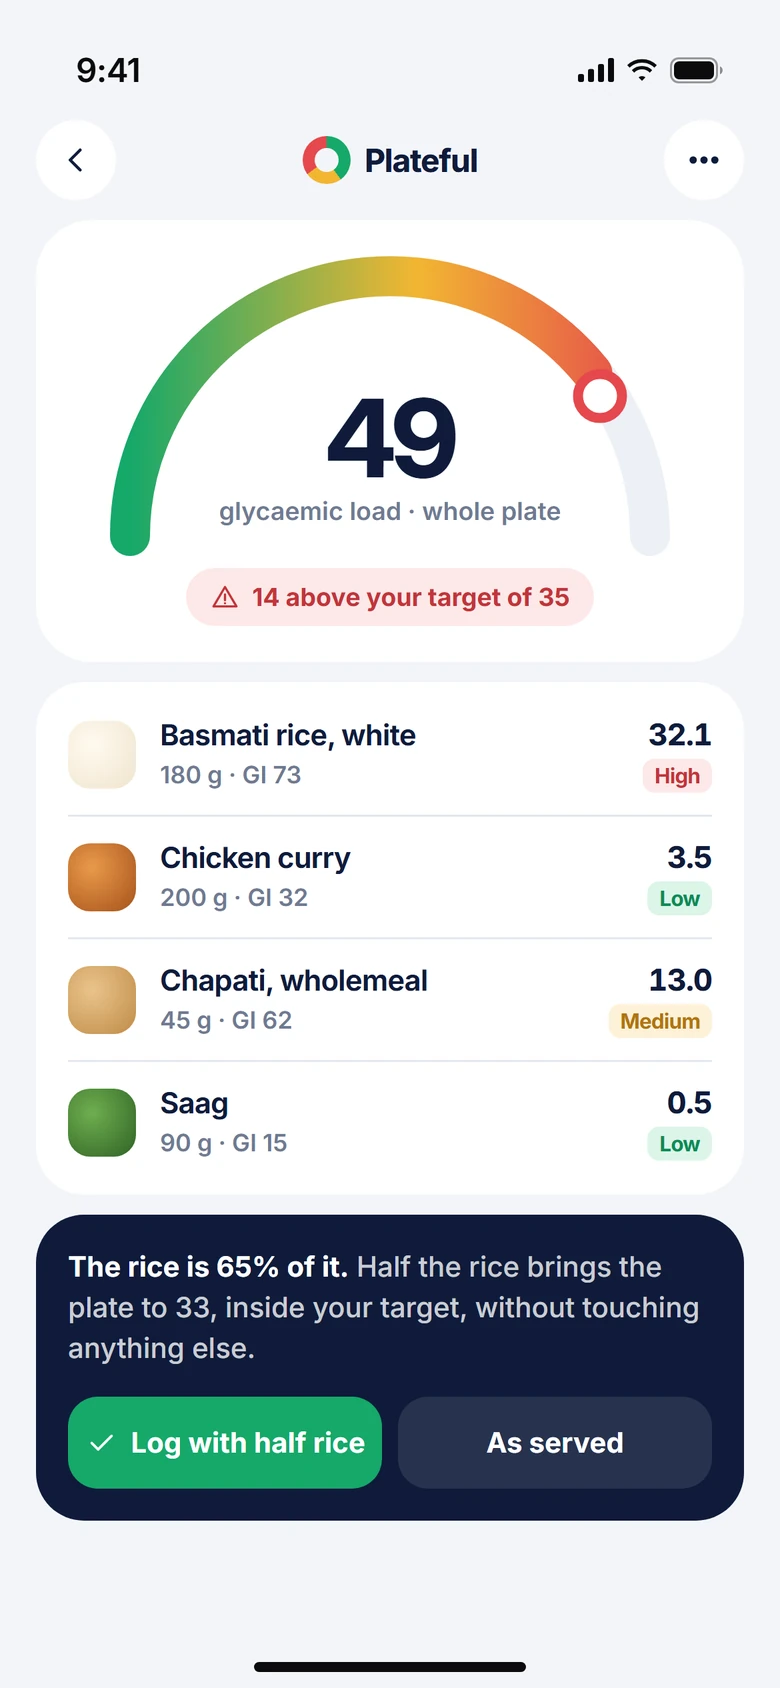 9:41
Plateful
49
glycaemic load · whole plate
14 above your target of 35
Basmati rice, white
32.1
180 g · GI 73
High
Chicken curry
3.5
200 g · GI 32
Low
Chapati, wholemeal
13.0
45 g · GI 62
Medium
Saag
0.5
90 g · GI 15
Low
The rice is 65% of it. Half the rice brings the
plate to 33, inside your target, without touching
anything else.
Log with half rice
As served